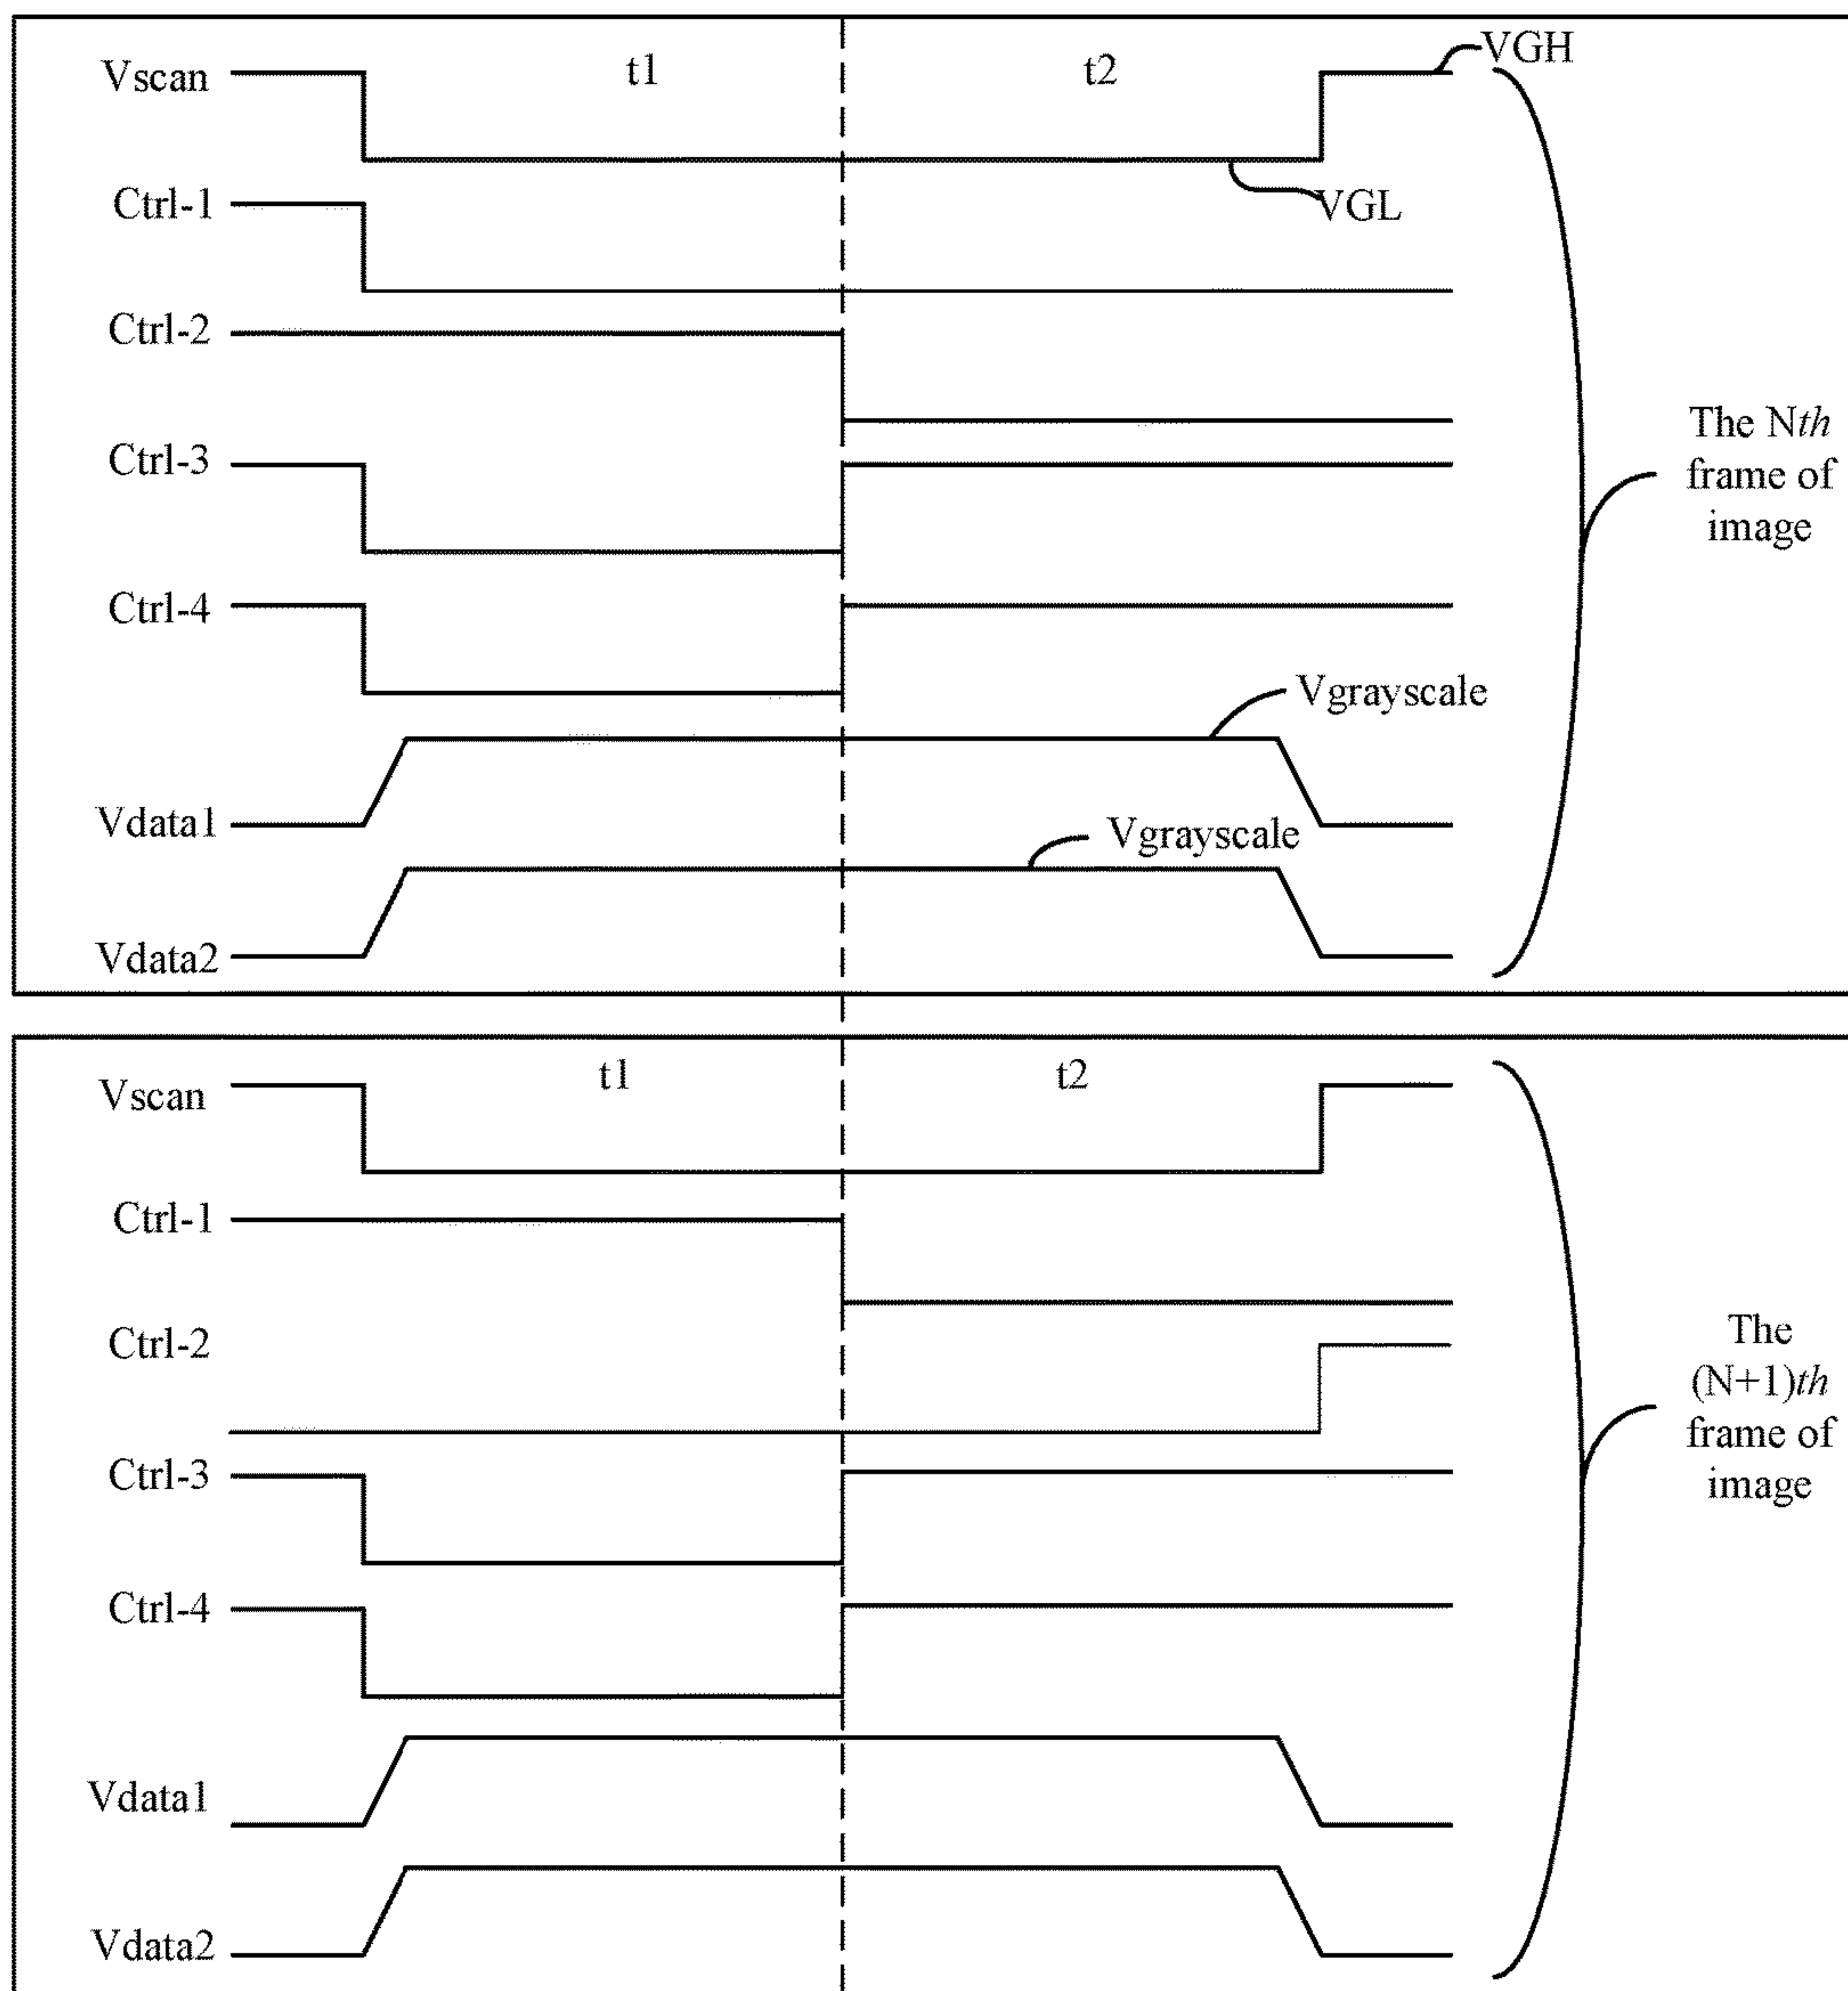 Vscan
t1
t2
VGH
VGL
Ctrl-1
Ctrl-2
Ctrl-3
Ctrl-4
Vgrayscale
Vdata1
Vgrayscale
Vdata2
The Nth
frame of
image
t1
t2
Vscan
Ctrl-1
Ctrl-2
Ctrl-3
Ctrl-4
Vdata1
Vdata2
The
(N+1)th
frame of
image